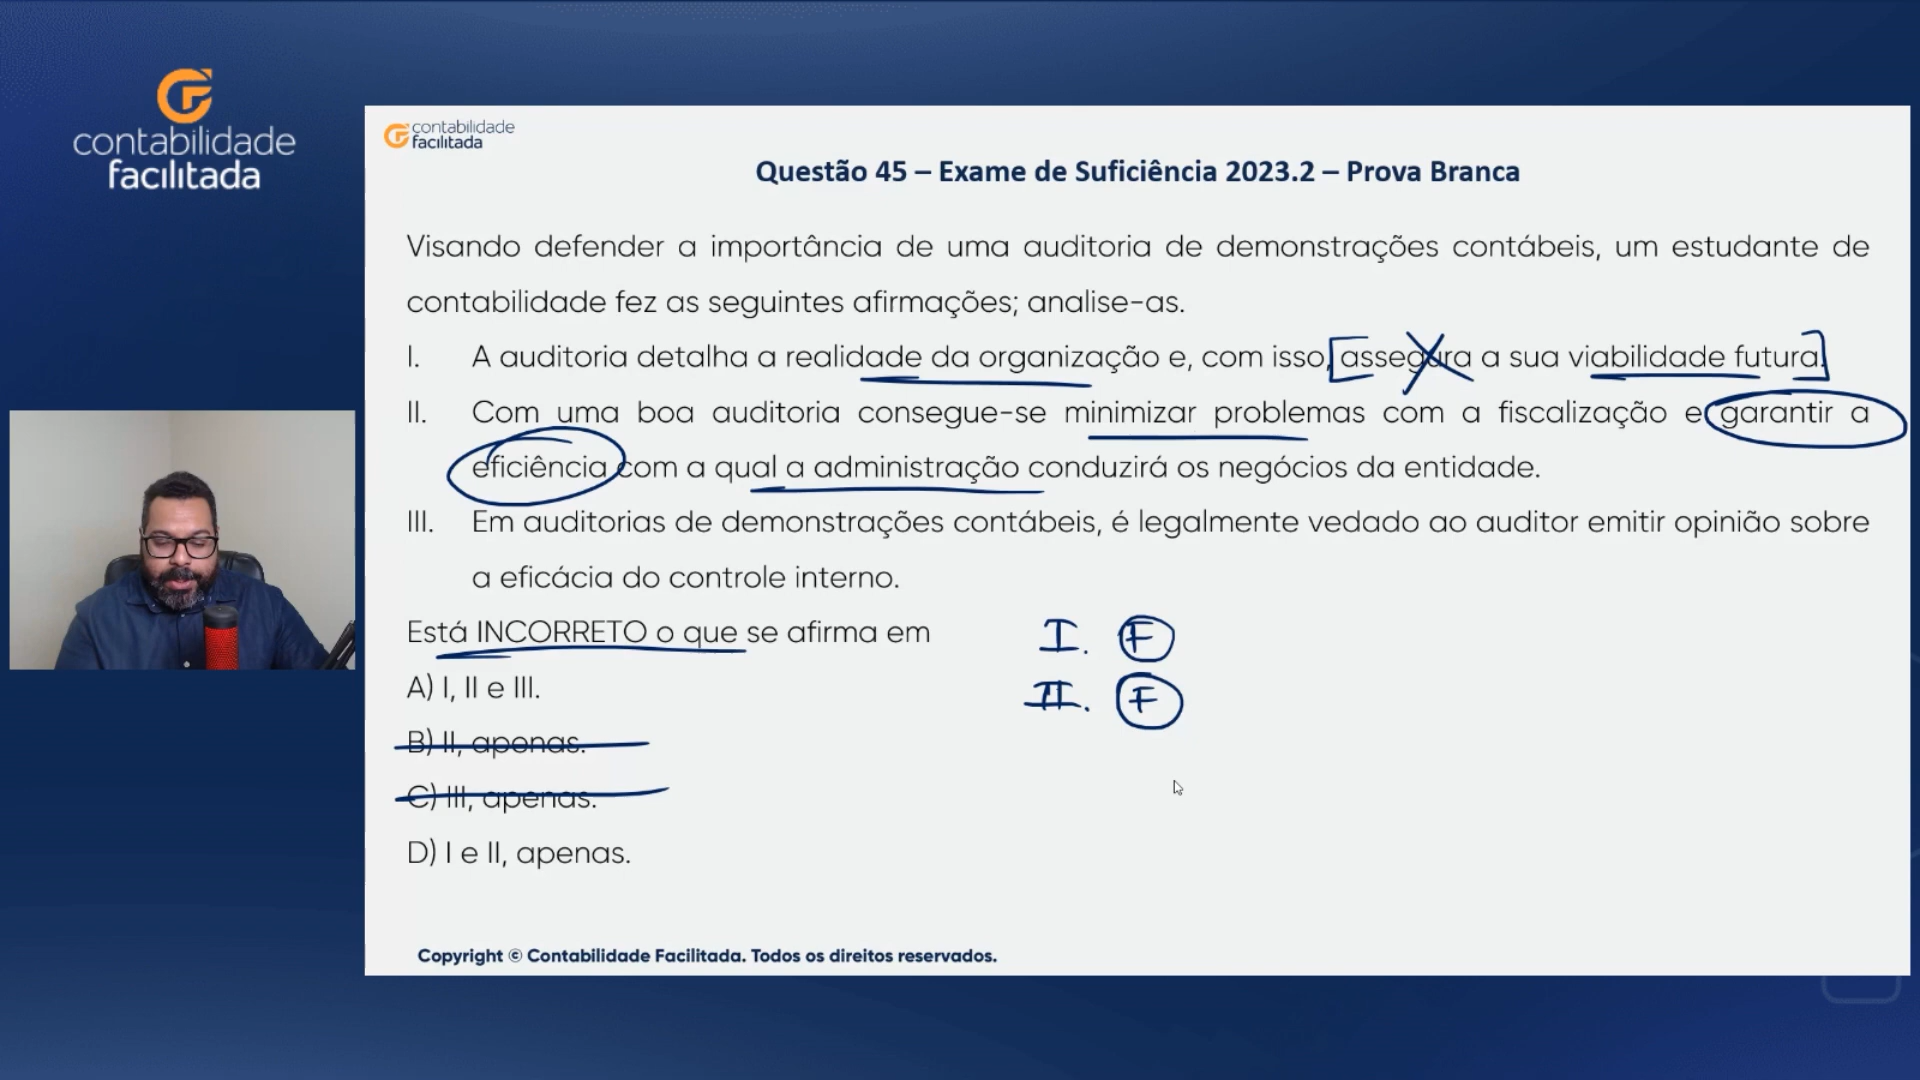 contabilidade
facilitada
contabilidade
facilitada
Questão 45 – Exame de Suficiência 2023.2 – Prova Branca
Visando defender a importância de uma auditoria de demonstrações contábeis, um estudante de
contabilidade fez as seguintes afirmações; analise-as.
I. A auditoria detalha a realidade da organização e, com isso, assegura a sua viabilidade futura.
II. Com uma boa auditoria consegue-se minimizar problemas com a fiscalização e garantir a
eficiência com a qual a administração conduzirá os negócios da entidade.
III. Em auditorias de demonstrações contábeis, é legalmente vedado ao auditor emitir opinião sobre
a eficácia do controle interno.
Está INCORRETO o que se afirma em
I. F
A) I, II e III.
II. F
B) II, apenas.
C) III, apenas.
D) I e II, apenas.
Copyright © Contabilidade Facilitada. Todos os direitos reservados.